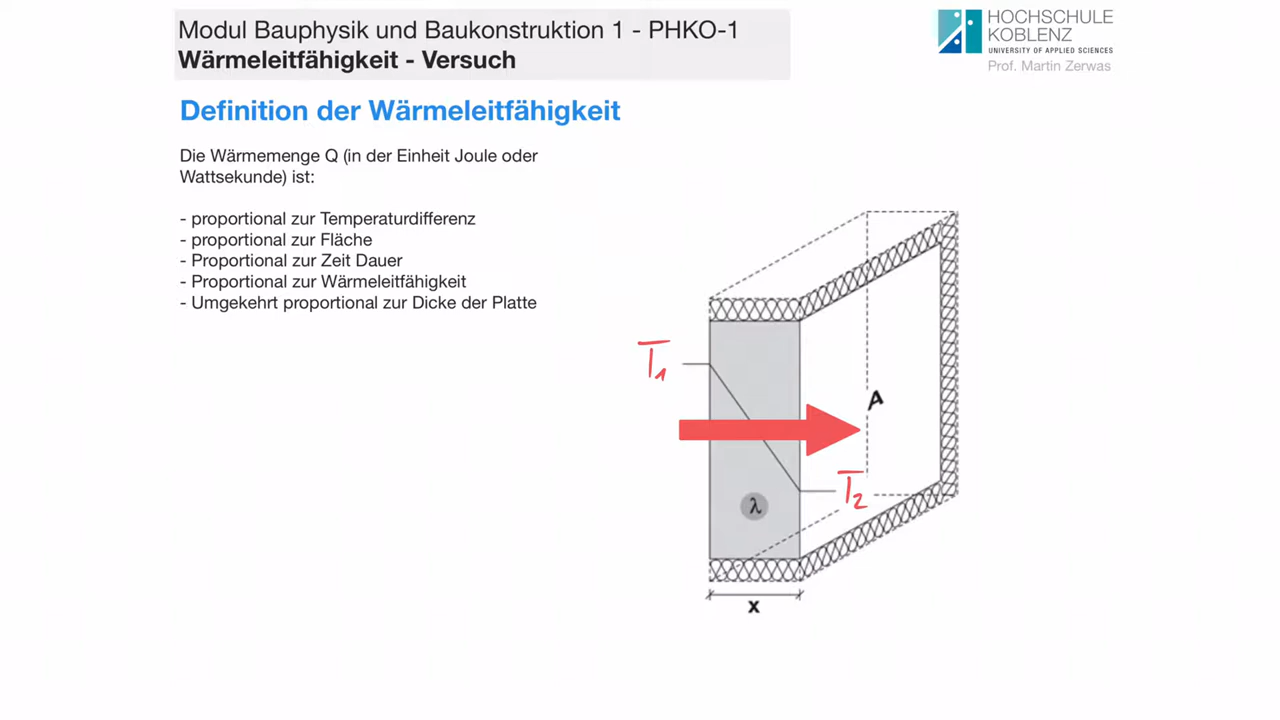 Modul Bauphysik und Baukonstruktion 1 - PHKO-1
Wärmeleitfähigkeit - Versuch
HOCHSCHULE
KOBLENZ
UNIVERSITY OF APPLIED SCIENCES
Prof. Martin Zerwas
Definition der Wärmeleitfähigkeit
Die Wärmemenge Q (in der Einheit Joule oder
Wattsekunde) ist:
- proportional zur Temperaturdifferenz
- proportional zur Fläche
- Proportional zur Zeit Dauer
- Proportional zur Wärmeleitfähigkeit
- Umgekehrt proportional zur Dicke der Platte
T1
A
T2
λ
x